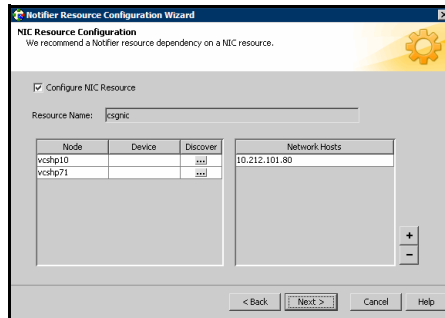 Notifier Resource Configuration Wizard
NIC Resource Configuration
We recommend a Notifier resource dependency on a NIC resource.
Configure NIC Resource
Resource Name: csgnic
Node Device Discover Network Hosts
vcshp10 ... 10.212.101.80
vcshp71 ...
+
-
< Back Next > Cancel Help